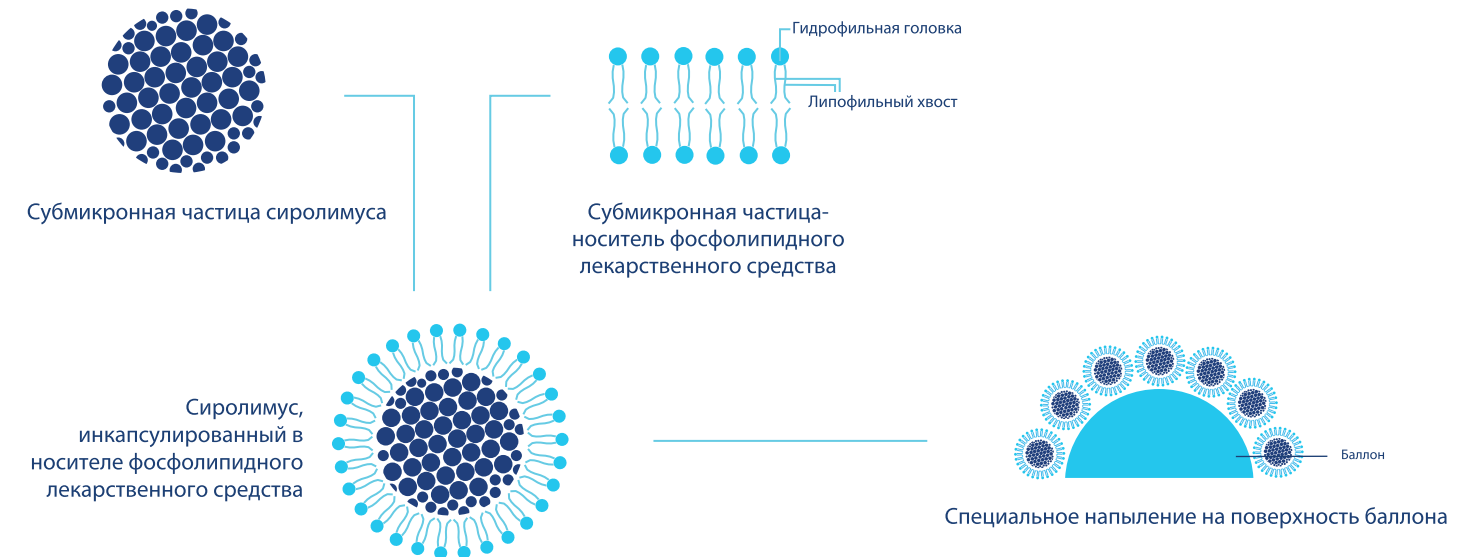 Гидрофильная головка
Липофильный хвост
Субмикронная частица сиролимуса
Субмикронная частица-
носитель фосфолипидного
лекарственного средства
Сиролимус,
инкапсулированный в
носителе фосфолипидного
лекарственного средства
Баллон
Специальное напыление на поверхность баллона